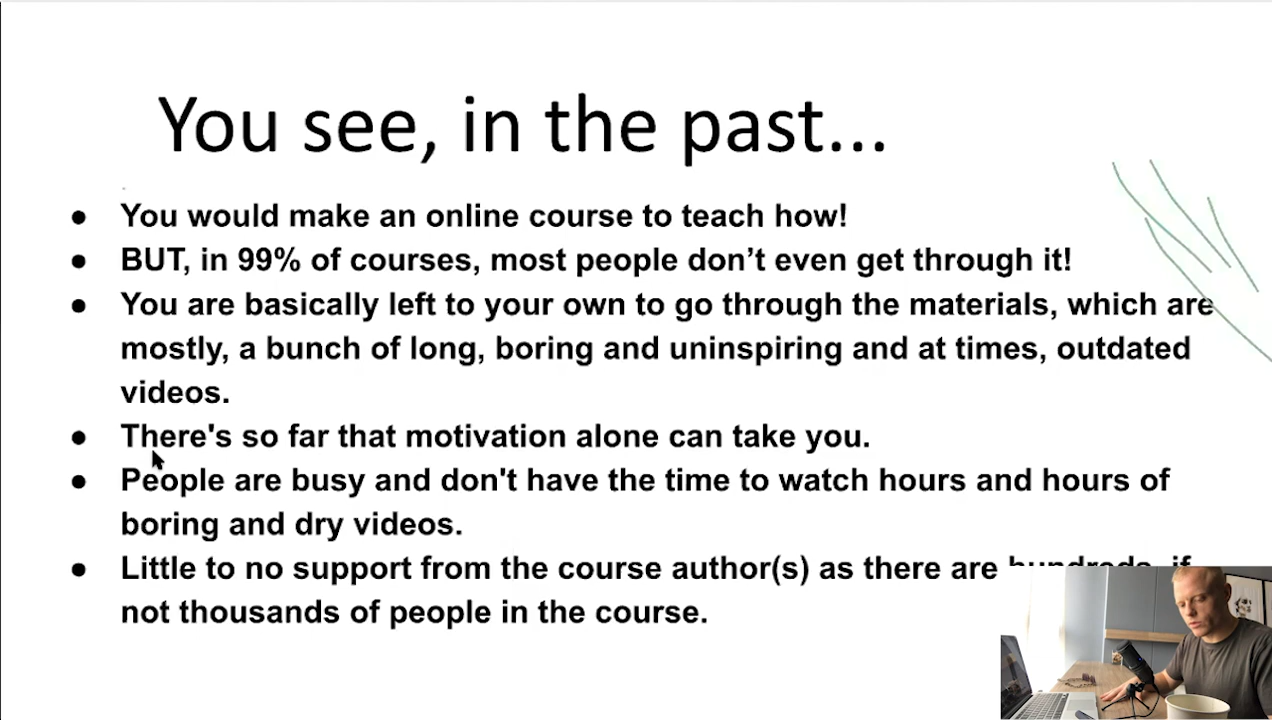 You see, in the past...
● You would make an online course to teach how!
● BUT, in 99% of courses, most people don’t even get through it!
● You are basically left to your own to go through the materials, which are
mostly, a bunch of long, boring and uninspiring and at times, outdated
videos.
● There's so far that motivation alone can take you.
● People are busy and don't have the time to watch hours and hours of
boring and dry videos.
● Little to no support from the course author(s) as there are hundreds, if
not thousands of people in the course.